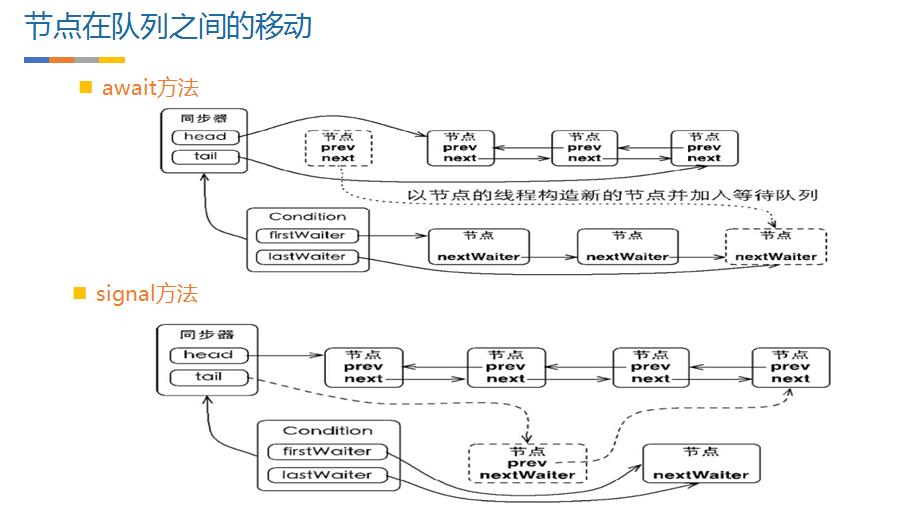 节点在队列之间的移动
await方法
同步器
head
tail
节点
prev
next
节点
prev
next
节点
prev
next
节点
prev
next
以节点的线程构造新的节点并加入等待队列
Condition
firstWaiter
lastWaiter
节点
nextWaiter
节点
nextWaiter
节点
nextWaiter
signal方法
同步器
head
tail
节点
prev
next
节点
prev
next
节点
prev
next
节点
prev
next
Condition
firstWaiter
lastWaiter
节点
prev
nextWaiter
节点
nextWaiter